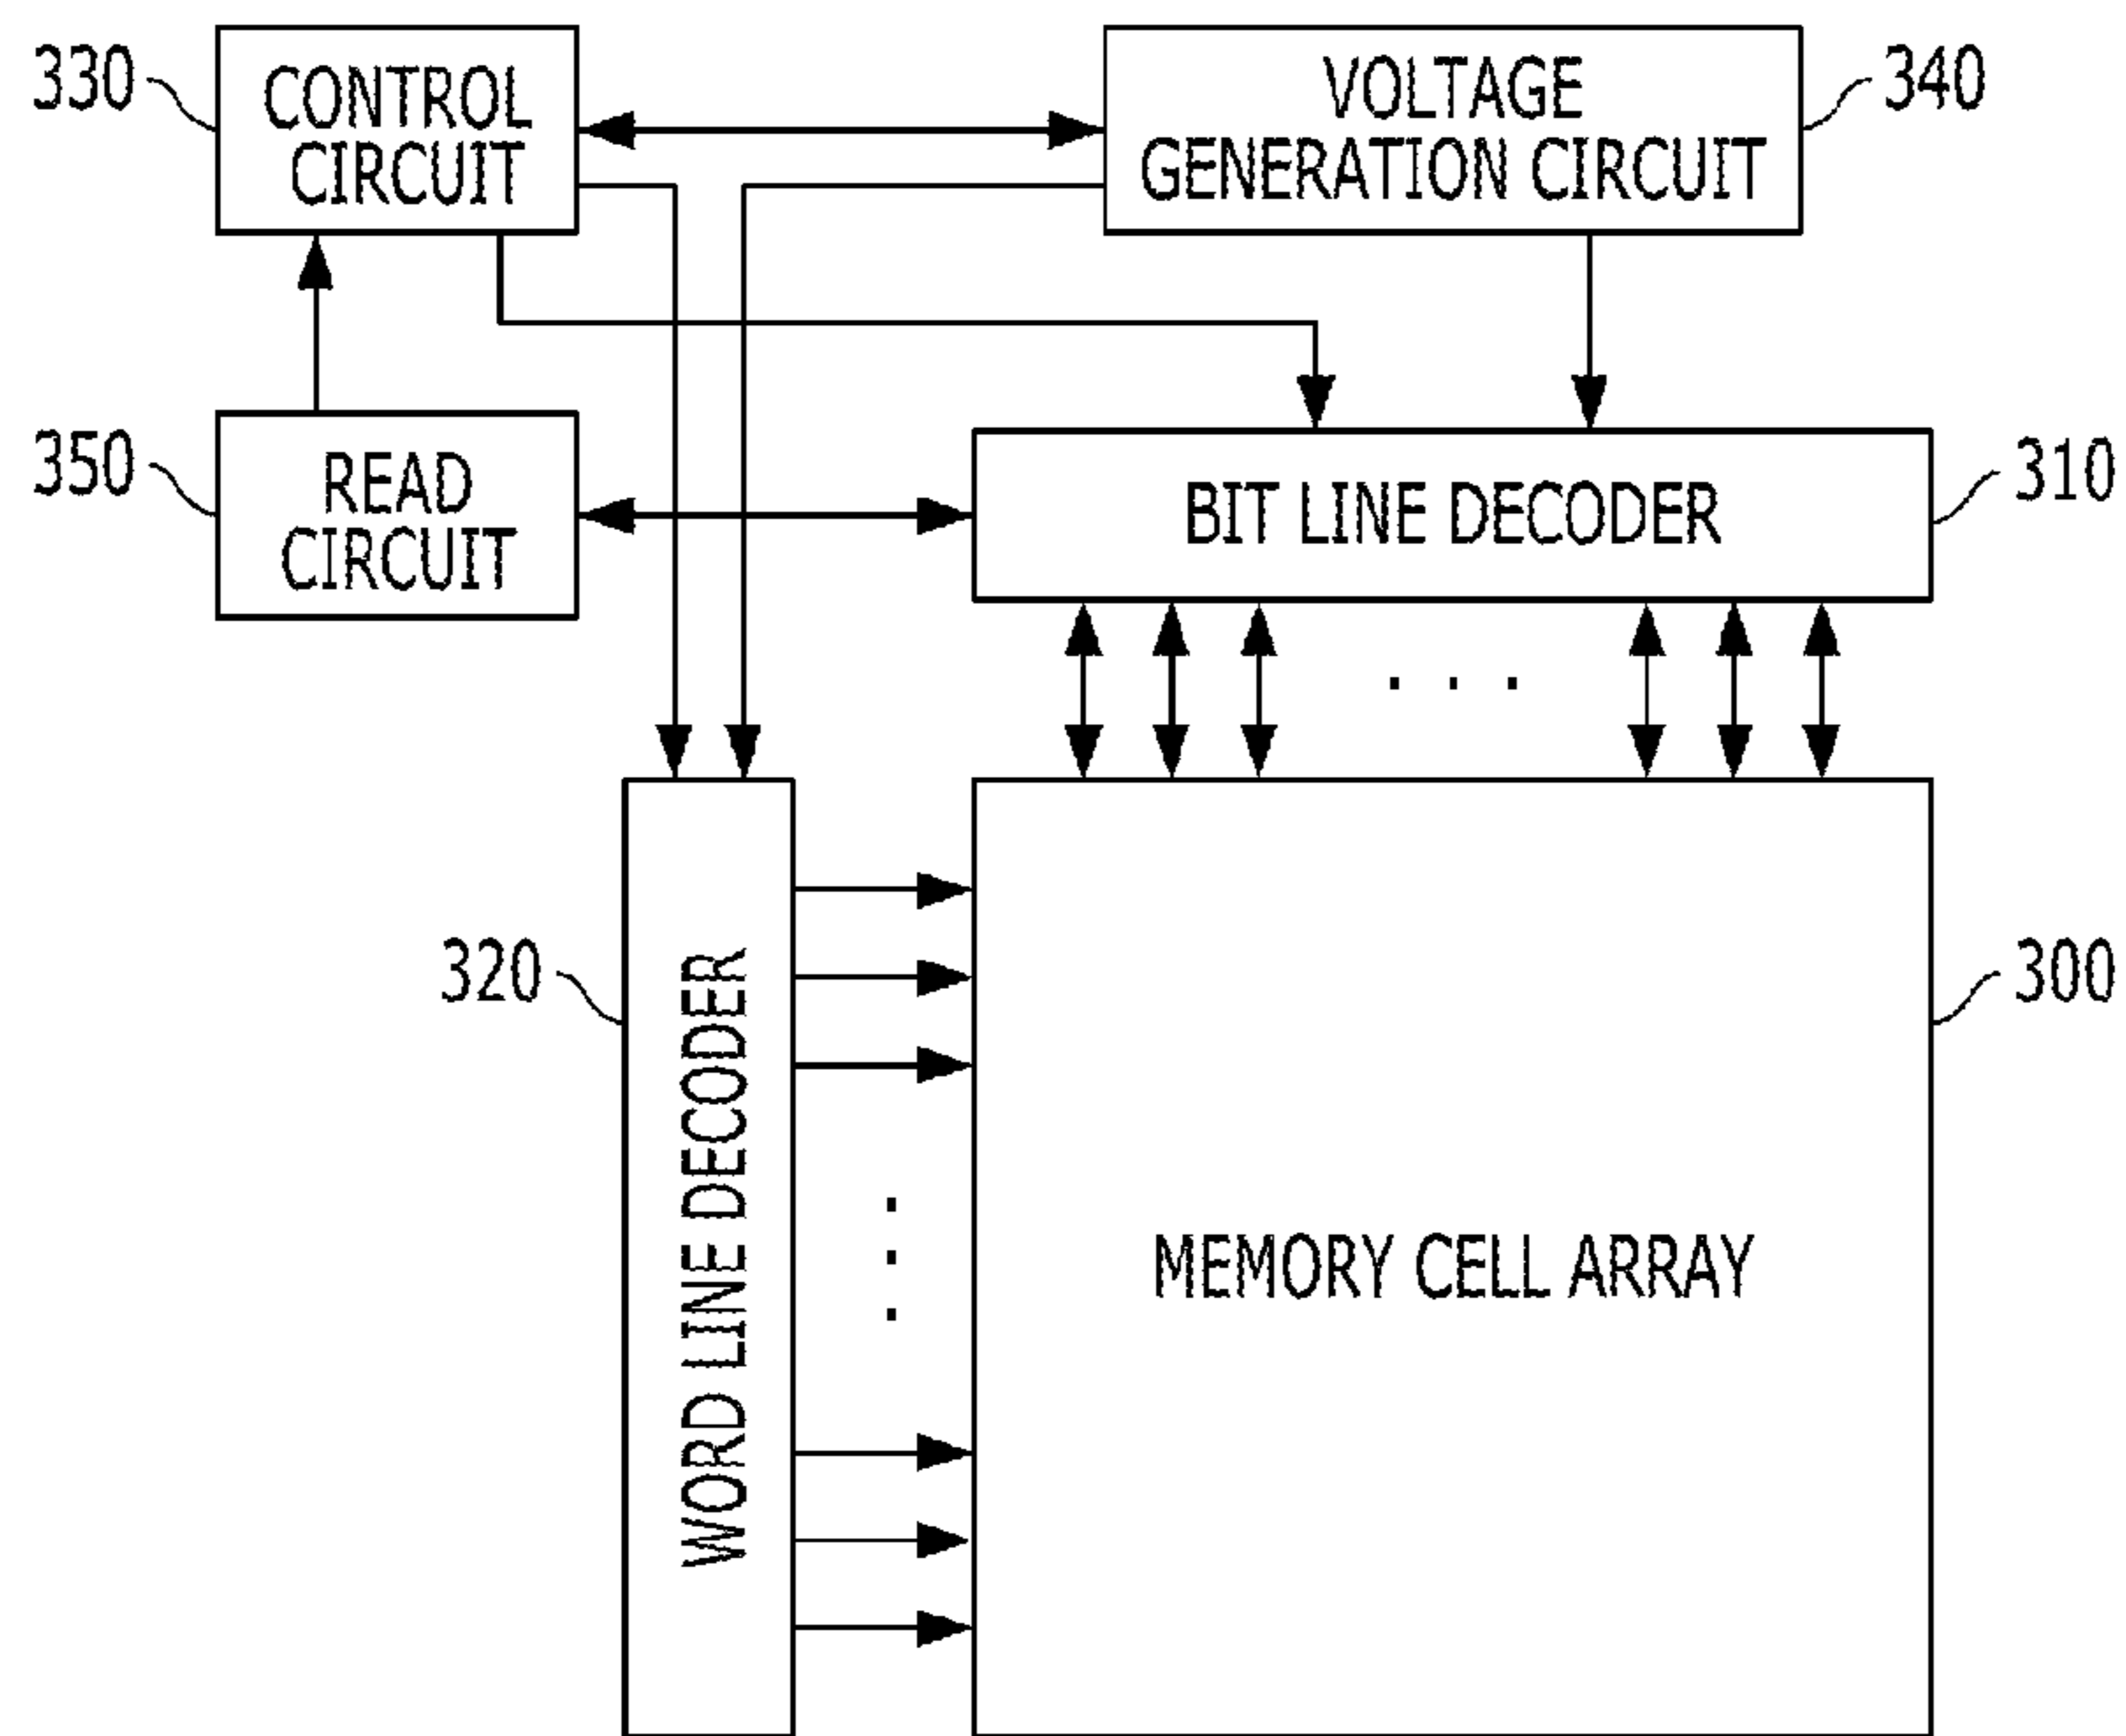 330
CONTROL
CIRCUIT
VOLTAGE
GENERATION CIRCUIT
340
350
READ
CIRCUIT
BIT LINE DECODER
310
320
WORD LINE DECODER
300
MEMORY CELL ARRAY